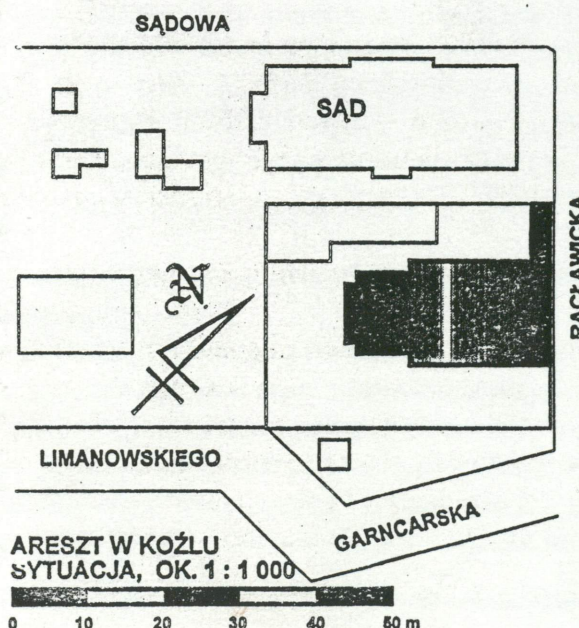 SĄDOWA
SĄD
RACŁAWICKA
N
LIMANOWSKIEGO
GARNCARSKA
ARESZT W KOŹLU
SYTUACJA, OK. 1 : 1 000
0 10 20 30 40 50 m